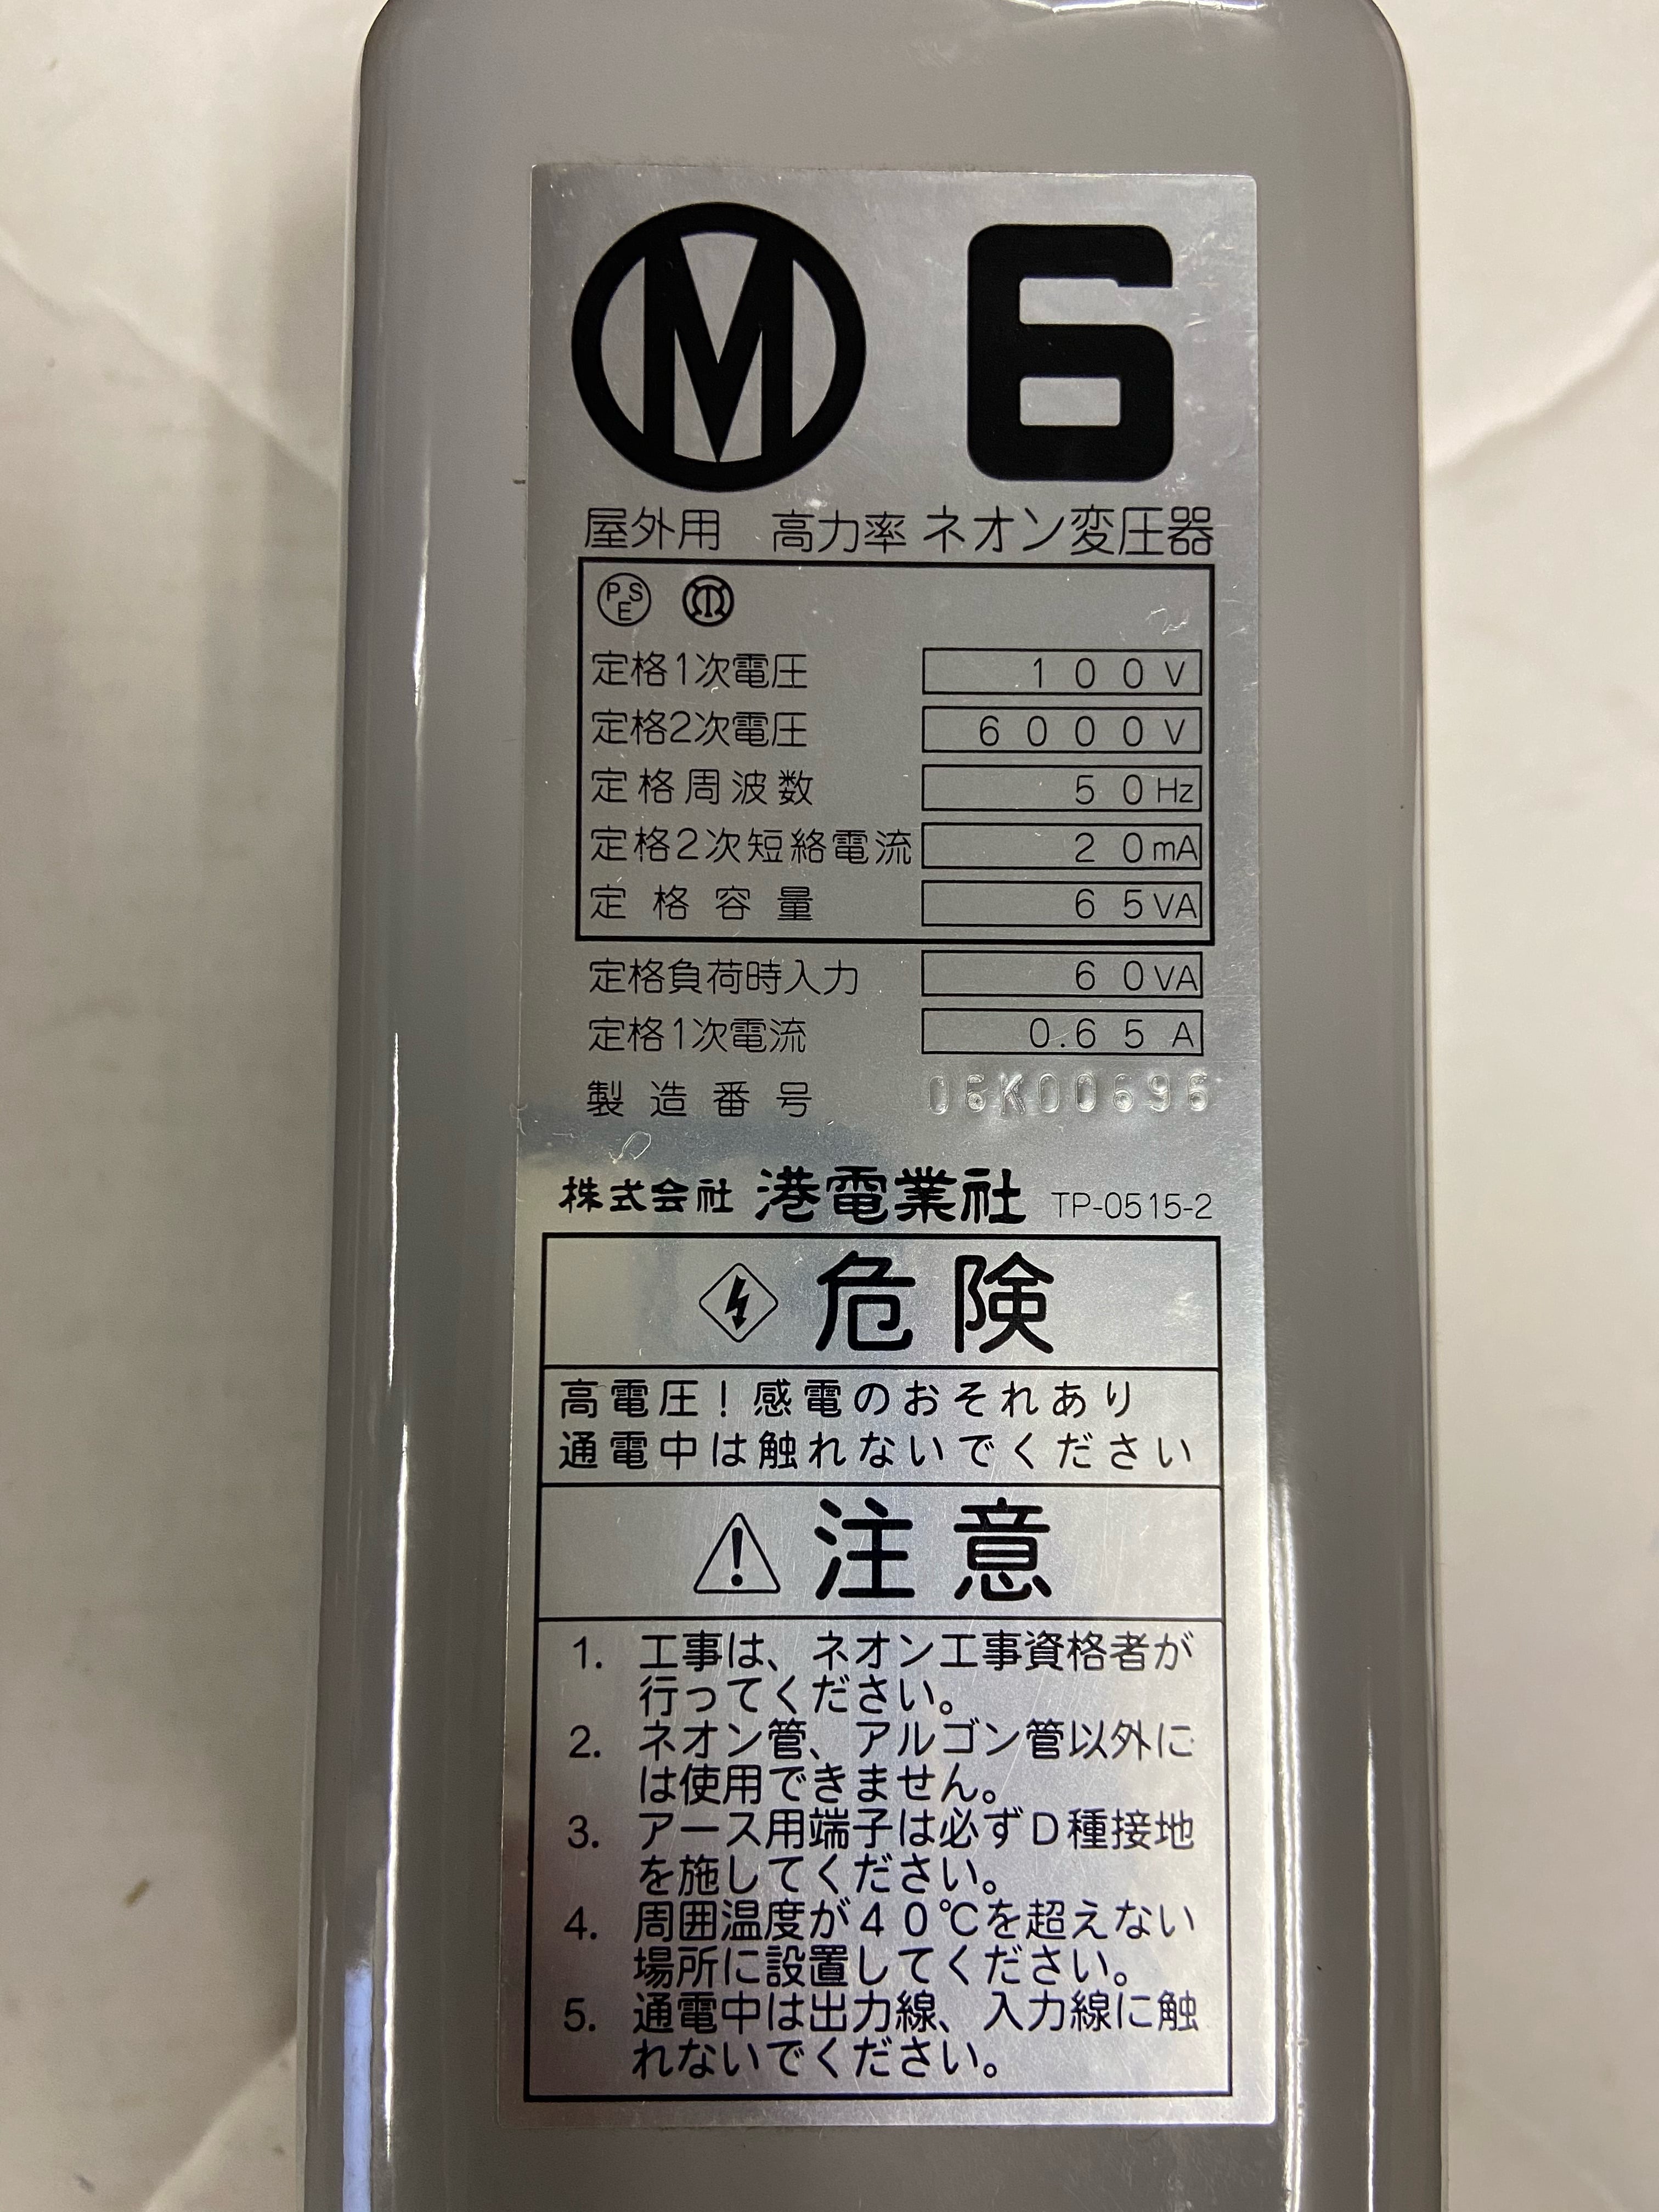 M 6
屋外用 高力率 ネオン変圧器
PSE
定格1次電圧 100V
定格2次電圧 6000V
定格周波数 50Hz
定格2次短絡電流 20mA
定格容量 65VA
定格負荷時入力 60VA
定格1次電流 0.65A
製造番号 06K00696
株式会社 港電業社 TP-0515-2
危険
高電圧!感電のおそれあり
通電中は触れないでください
注意
1. 工事は、ネオン工事資格者が
行ってください。
2. ネオン管、アルゴン管以外に
は使用できません。
3. アース用端子は必ずD種接地
を施してください。
4. 周囲温度が40℃を超えない
場所に設置してください。
5. 通電中は出力線、入力線に触
れないでください。